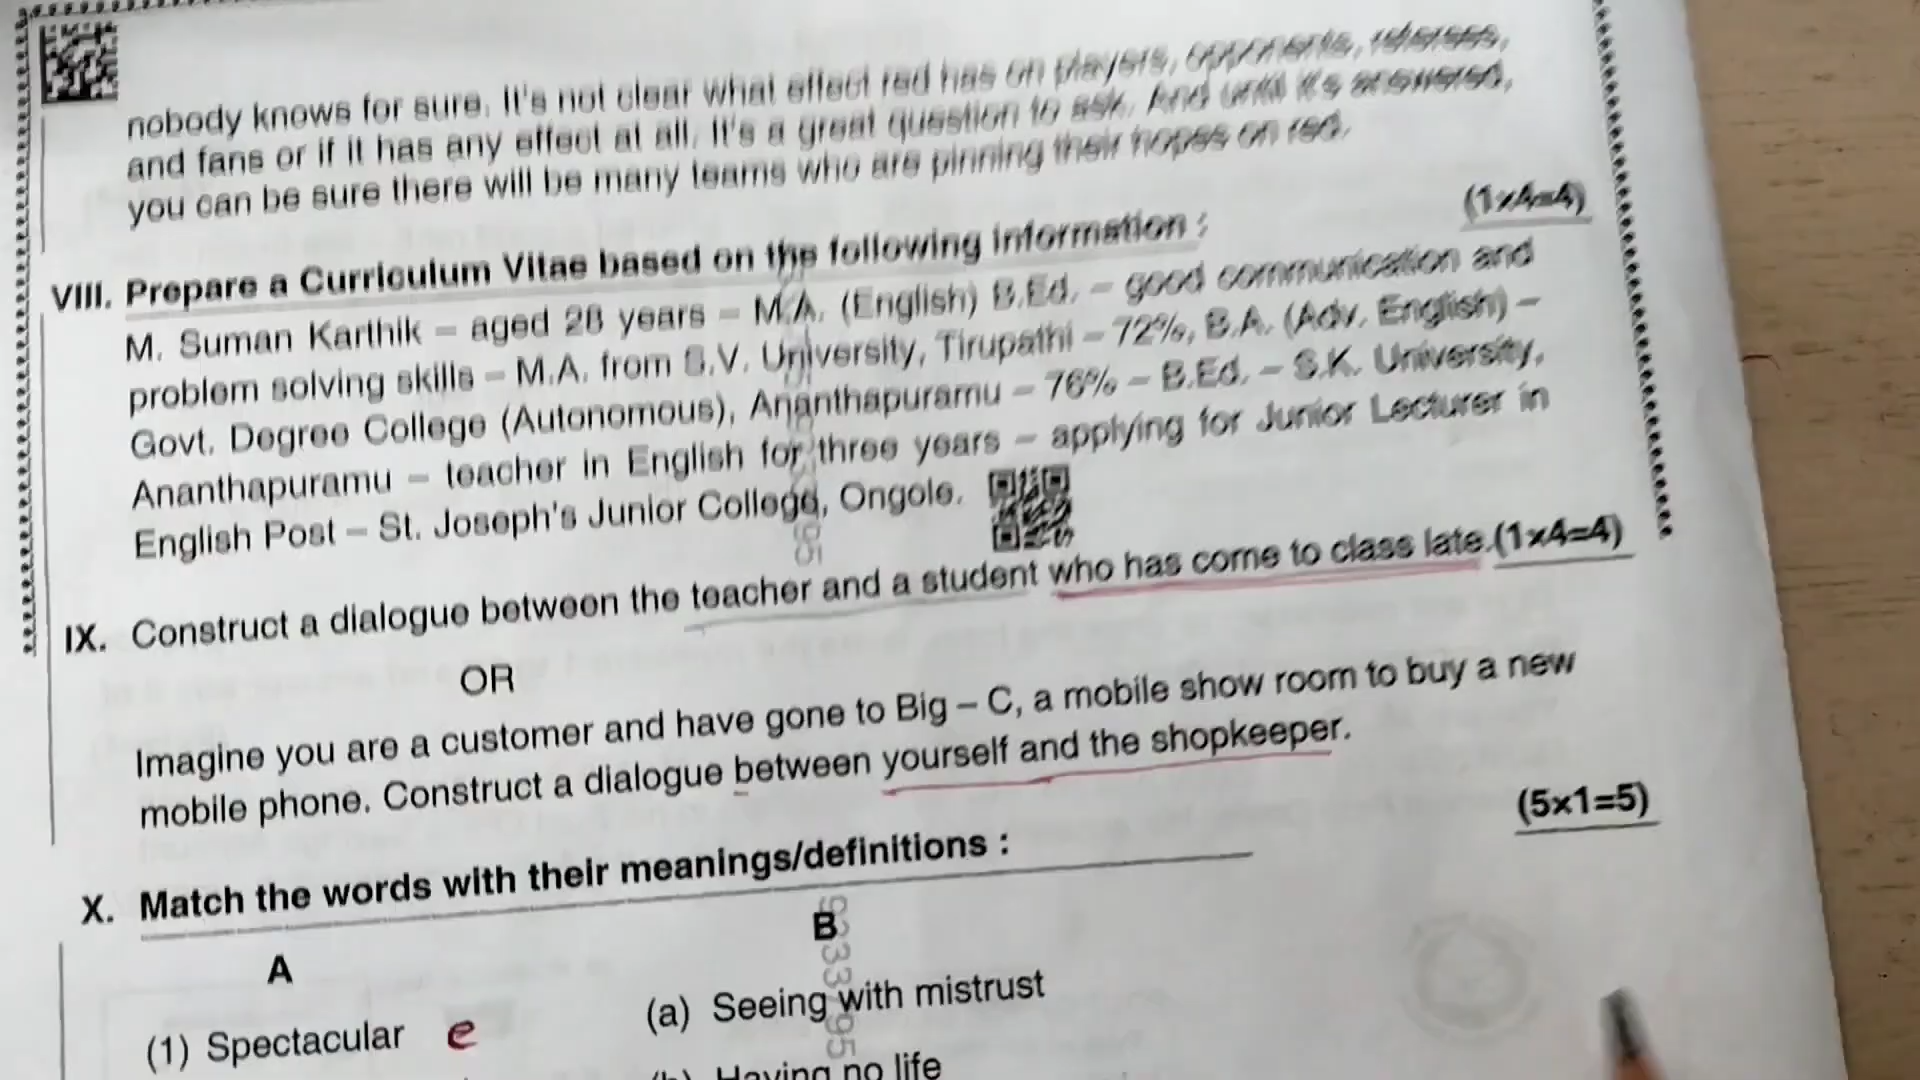 nobody knows for sure. It's not clear what effect red has on players, opponents, referees,
and fans or if it has any effect at all. It's a great question to ask. And until it's answered,
you can be sure there will be many teams who are pinning their hopes on red.
(1x4=4)
VIII. Prepare a Curriculum Vitae based on the following information :
M. Suman Karthik – aged 28 years – M.A. (English) B.Ed. – good communication and
problem solving skills – M.A. from S.V. University, Tirupathi – 72%, B.A. (Adv. English) –
Govt. Degree College (Autonomous), Ananthapuramu – 76% – B.Ed. – S.K. University,
Ananthapuramu – teacher in English for three years – applying for Junior Lecturer in
English Post – St. Joseph's Junior College, Ongole.
IX. Construct a dialogue between the teacher and a student who has come to class late.(1x4=4)
OR
Imagine you are a customer and have gone to Big – C, a mobile show room to buy a new
mobile phone. Construct a dialogue between yourself and the shopkeeper.
(5x1=5)
X. Match the words with their meanings/definitions :
A B
(1) Spectacular e (a) Seeing with mistrust
(b) Having no life